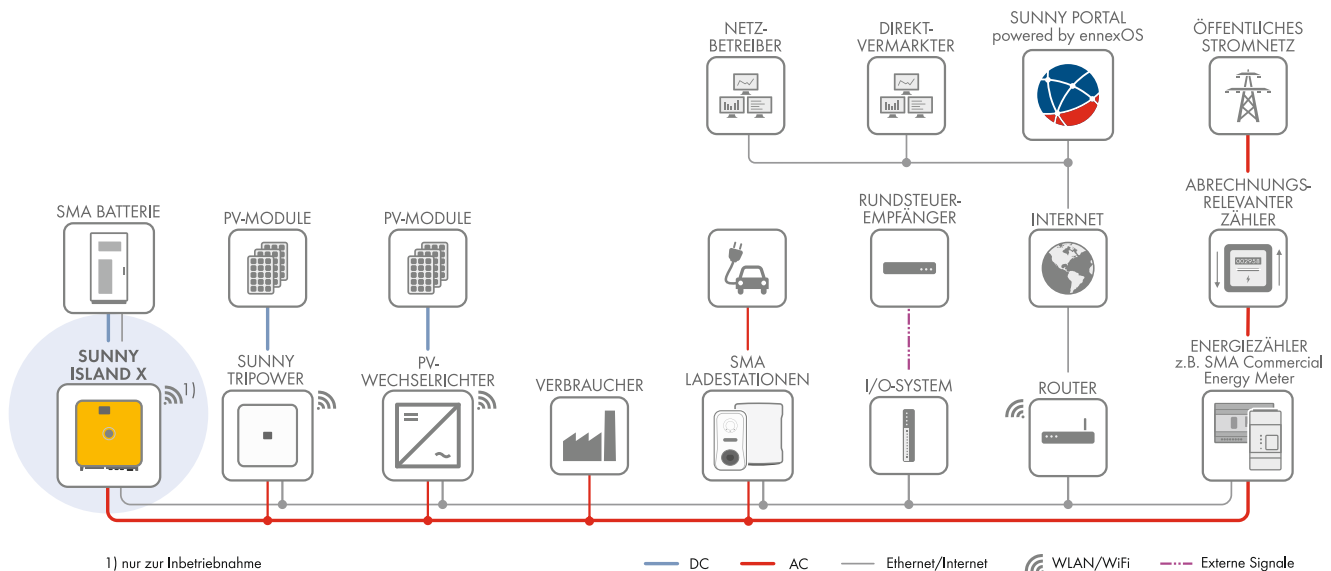 NETZ-
BETREIBER
DIREKT-
VERMARKTER
SUNNY PORTAL
powered by ennexOS
ÖFFENTLICHES
STROMNETZ
SMA BATTERIE
PV-MODULE
PV-MODULE
RUNDSTEUER-
EMPFÄNGER
INTERNET
ABRECHNUNGS-
RELEVANTER
ZÄHLER
002958
SUNNY
ISLAND X
1)
SUNNY
TRIPOWER
PV-
WECHSELRICHTER
VERBRAUCHER
SMA
LADESTATIONEN
I/O-SYSTEM
ROUTER
ENERGIEZÄHLER
z.B. SMA Commercial
Energy Meter
1) nur zur Inbetriebnahme
DC
AC
Ethernet/Internet
WLAN/WiFi
Externe Signale